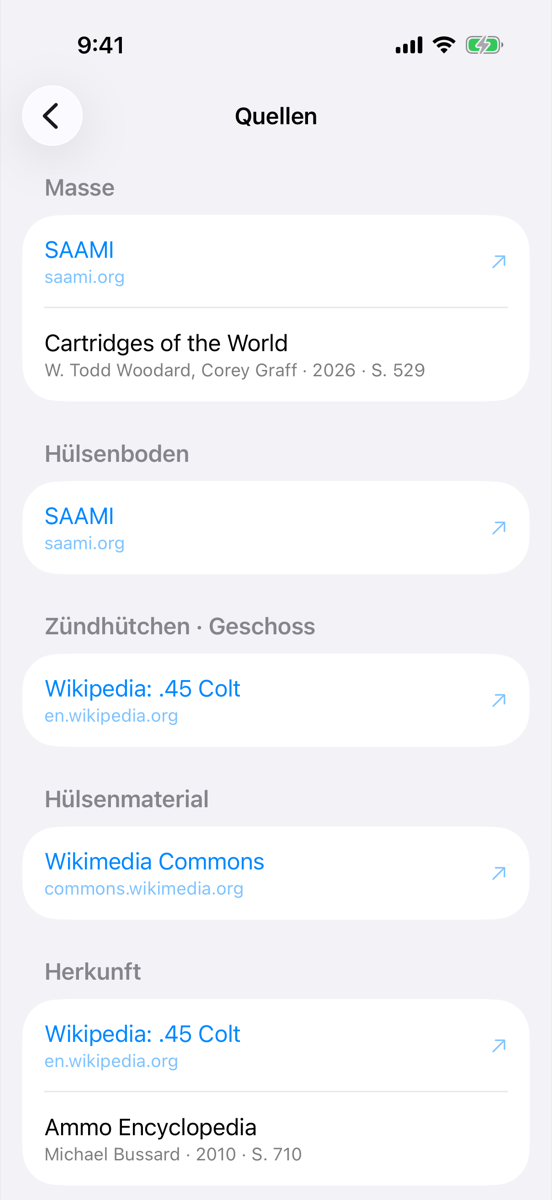 9:41
Quellen
Masse
SAAMI
saami.org
Cartridges of the World
W. Todd Woodard, Corey Graff · 2026 · S. 529
Hülsenboden
SAAMI
saami.org
Zündhütchen · Geschoss
Wikipedia: .45 Colt
en.wikipedia.org
Hülsenmaterial
Wikimedia Commons
commons.wikimedia.org
Herkunft
Wikipedia: .45 Colt
en.wikipedia.org
Ammo Encyclopedia
Michael Bussard · 2010 · S. 710